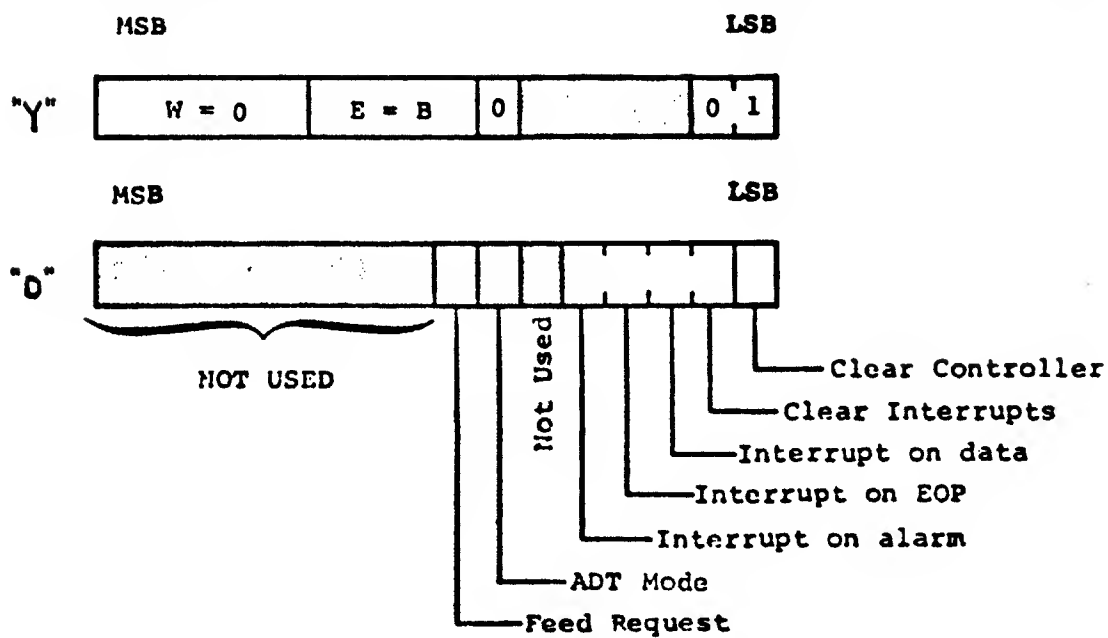 MSB LSB
"Y" W = 0 E = B 0 0 1
MSB LSB
"D"
NOT USED
Not Used
Clear Controller
Clear Interrupts
Interrupt on data
Interrupt on EOP
Interrupt on alarm
ADT Mode
Feed Request